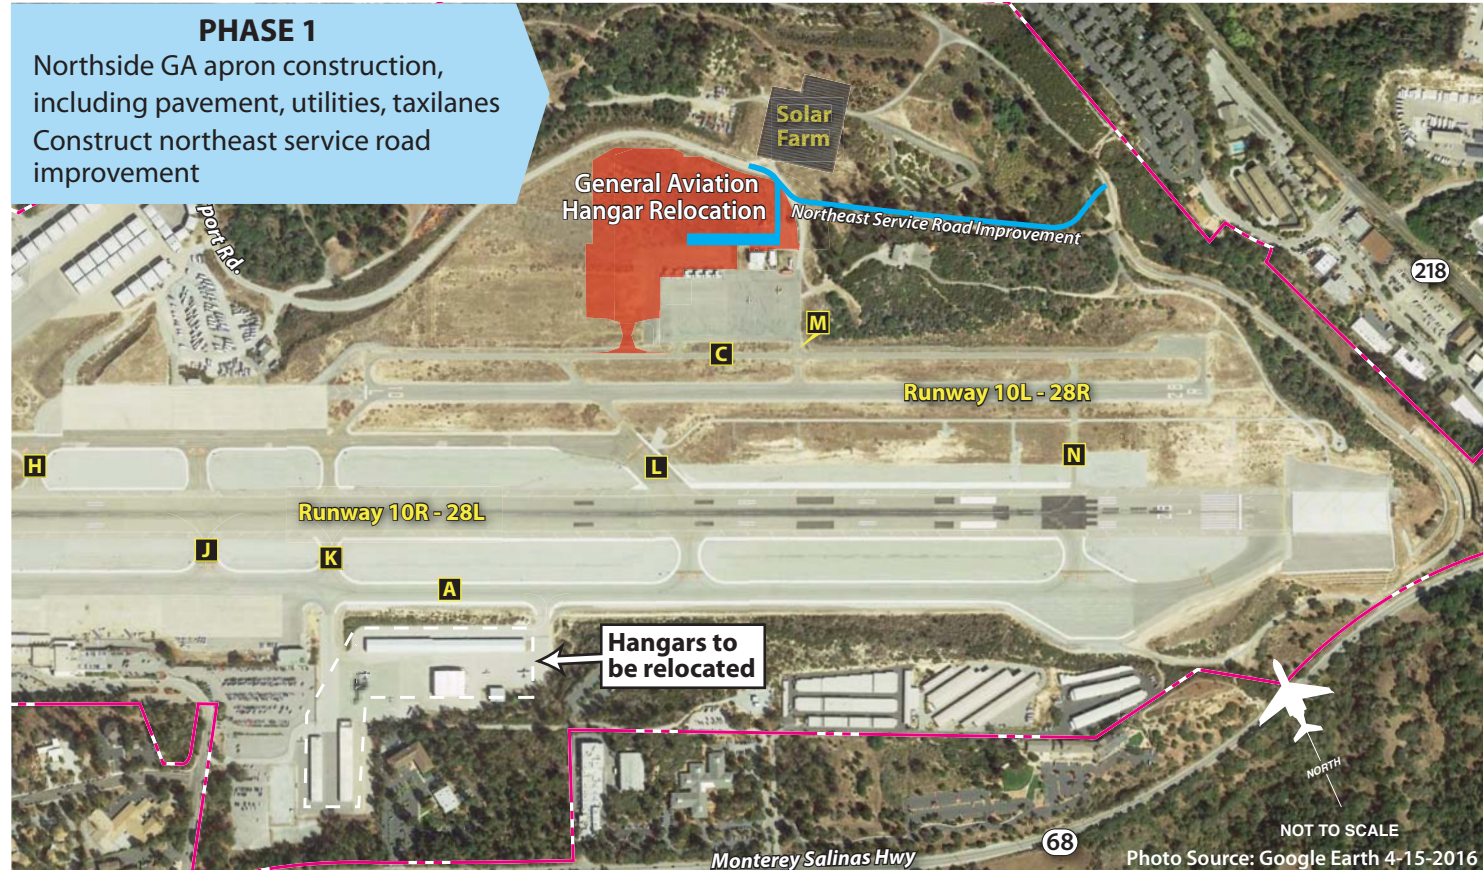 PHASE 1
Northside GA apron construction,
including pavement, utilities, taxilanes
Construct northeast service road
improvement
port Rd.
Solar
Farm
General Aviation
Hangar Relocation
Northeast Service Road Improvement
218
M
C
Runway 10L - 28R
H
L
N
Runway 10R - 28L
J
K
A
Hangars to
be relocated
NORTH
NOT TO SCALE
68
Monterey Salinas Hwy
Photo Source: Google Earth 4-15-2016